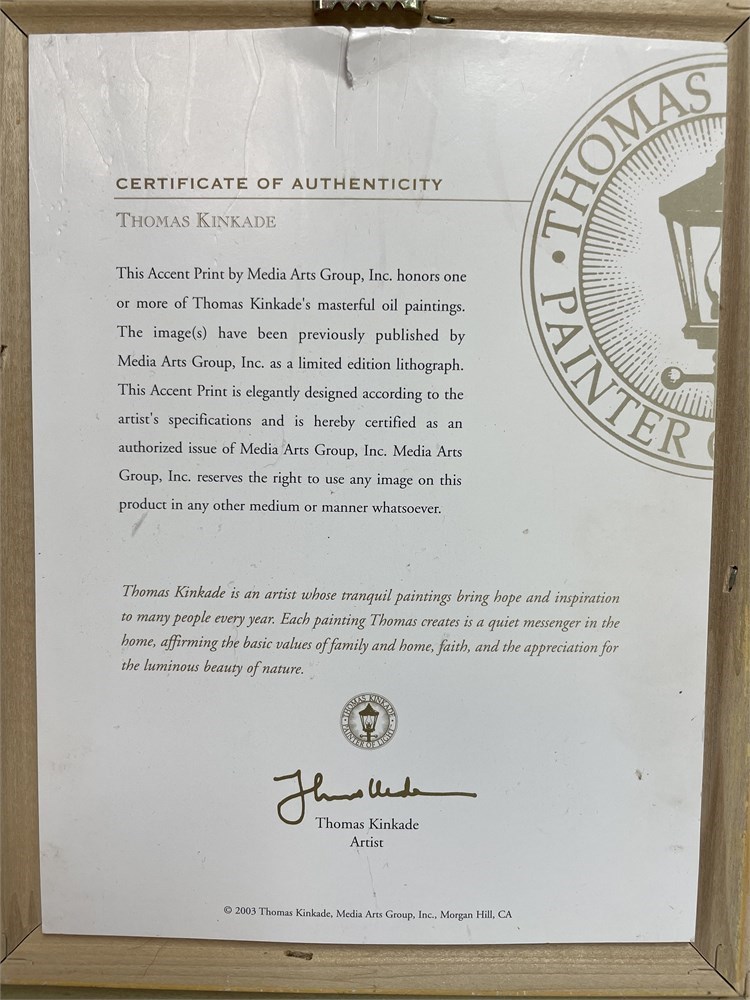 CERTIFICATE OF AUTHENTICITY
THOMAS KINKADE
THOMAS
PAINTER
This Accent Print by Media Arts Group, Inc. honors one
or more of Thomas Kinkade's masterful oil paintings.
The image(s) have been previously published by
Media Arts Group, Inc. as a limited edition lithograph.
This Accent Print is elegantly designed according to the
artist's specifications and is hereby certified as an
authorized issue of Media Arts Group, Inc. Media Arts
Group, Inc. reserves the right to use any image on this
product in any other medium or manner whatsoever.
Thomas Kinkade is an artist whose tranquil paintings bring hope and inspiration
to many people every year. Each painting Thomas creates is a quiet messenger in the
home, affirming the basic values of family and home, faith, and the appreciation for
the luminous beauty of nature.
THOMAS KINKADE
PAINTER OF LIGHT
Thomas Kinkade
Artist
© 2003 Thomas Kinkade, Media Arts Group, Inc., Morgan Hill, CA